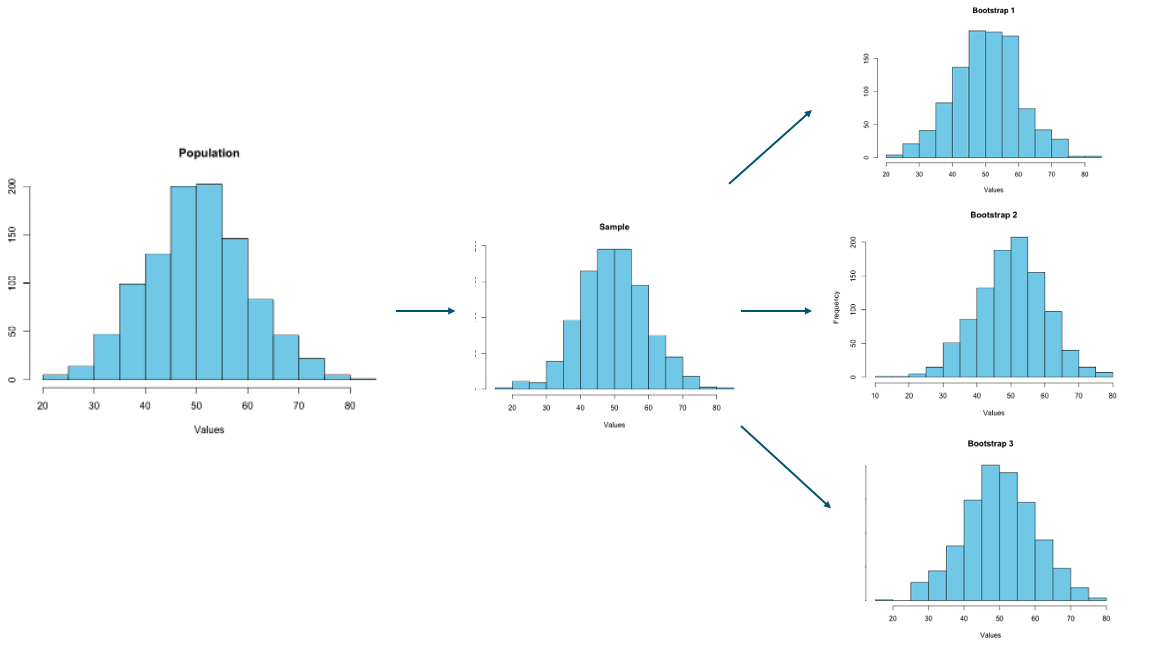 Population
200
150
100
50
0
20 30 40 50 60 70 80
Values
Sample
20 30 40 50 60 70 80
Values
Bootstrap 1
150
100
50
0
20 30 40 50 60 70 80
Values
Bootstrap 2
Frequency
200
150
100
50
0
10 20 30 40 50 60 70 80
Values
Bootstrap 3
20 30 40 50 60 70 80
Values